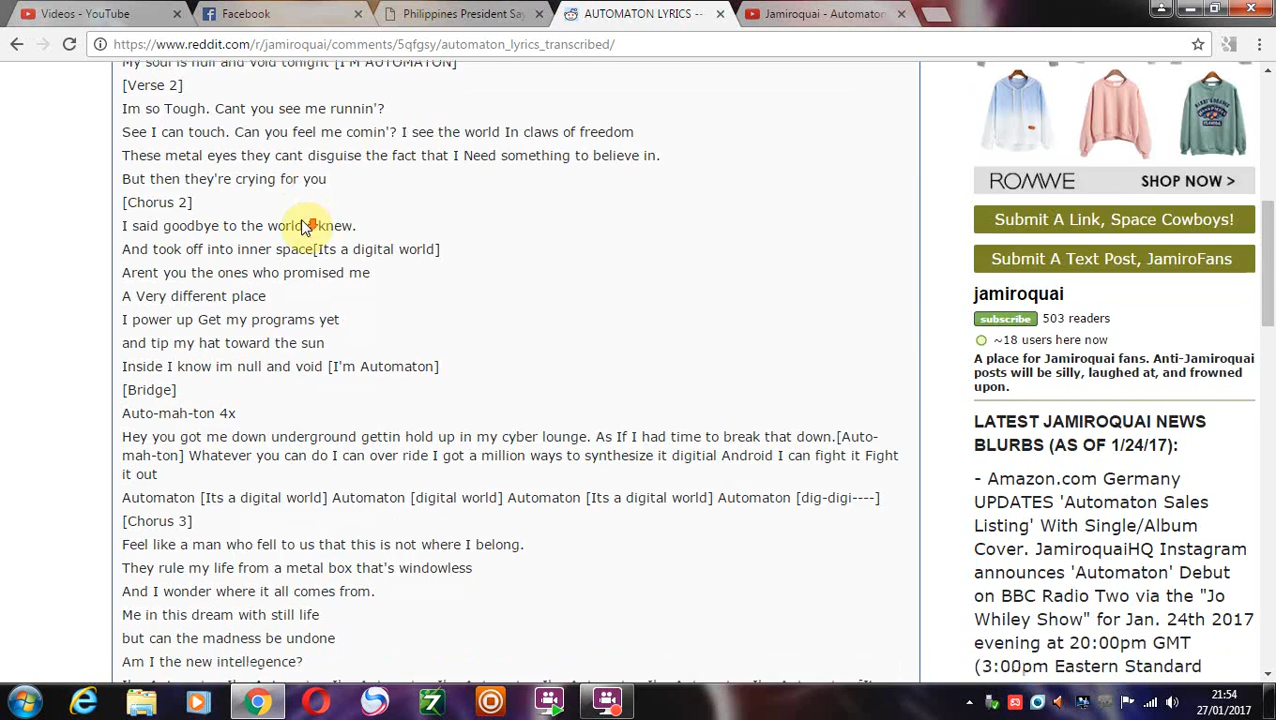 Videos - YouTube
Facebook
Philippines President Say
AUTOMATON LYRICS --
Jamiroquai - Automato
https://www.reddit.com/r/jamiroquai/comments/5qfgsy/automaton_lyrics_transcribed/
My soul is null and void tonight [I'M AUTOMATON]
[Verse 2]
Im so Tough. Cant you see me runnin'?
See I can touch. Can you feel me comin'? I see the world in claws of freedom
These metal eyes they cant disguise the fact that I Need something to believe in.
But then they're crying for you
[Chorus 2]
I said goodbye to the world knew.
And took off into inner space[Its a digital world]
Arent you the ones who promised me
A Very different place
I power up Get my programs yet
and tip my hat toward the sun
Inside I know im null and void [I'm Automaton]
[Bridge]
Auto-mah-ton 4x
Hey you got me down underground gettin hold up in my cyber lounge. As If I had time to break that down.[Auto-
mah-ton] Whatever you can do I can over ride I got a million ways to synthesize it digitial Android I can fight it Fight
it out
Automaton [Its a digital world] Automaton [digital world] Automaton [Its a digital world] Automaton [dig-digi----]
[Chorus 3]
Feel like a man who fell to us that this is not where I belong.
They rule my life from a metal box that's windowless
And I wonder where it all comes from.
Me in this dream with still life
but can the madness be undone
Am I the new intellegence?
ROMWE
SHOP NOW >
Submit A Link, Space Cowboys!
Submit A Text Post, JamiroFans
jamiroquai
subscribe 503 readers
~18 users here now
A place for Jamiroquai fans. Anti-Jamiroquai
posts will be silly, laughed at, and frowned
upon.
LATEST JAMIROQUAI NEWS
BLURBS (AS OF 1/24/17):
- Amazon.com Germany
UPDATES 'Automaton Sales
Listing' With Single/Album
Cover. JamiroquaiHQ Instagram
announces 'Automaton' Debut
on BBC Radio Two via the "Jo
Whiley Show" for Jan. 24th 2017
evening at 20:00pm GMT
(3:00pm Eastern Standard
21:54
27/01/2017